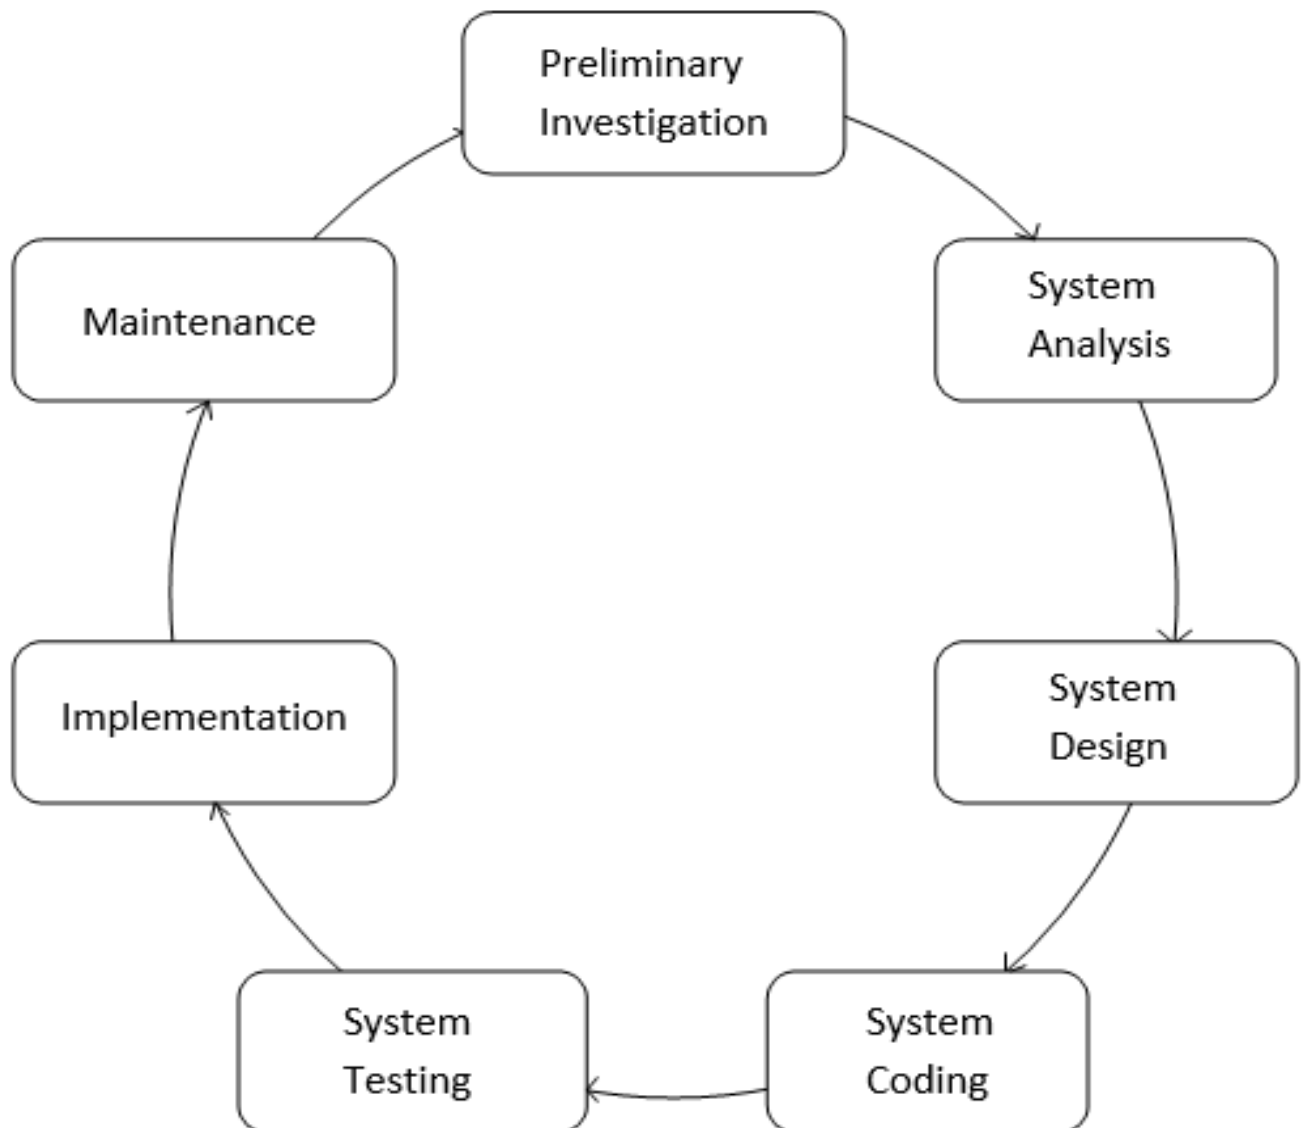 Preliminary
Investigation
System
Analysis
System
Design
System
Coding
System
Testing
Implementation
Maintenance